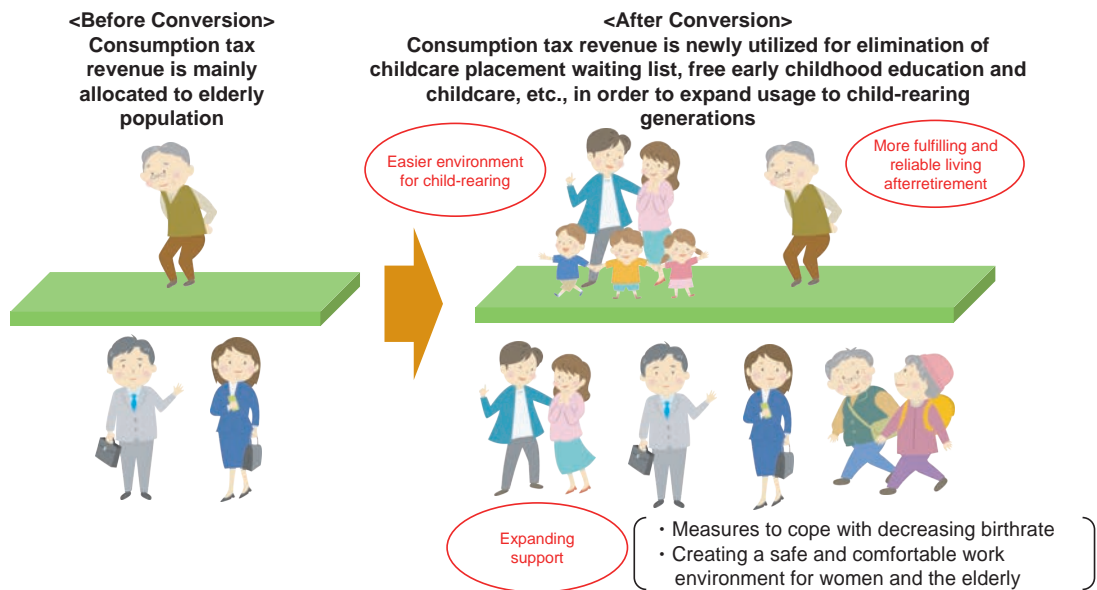 <Before Conversion>
Consumption tax
revenue is mainly
allocated to elderly
population
<After Conversion>
Consumption tax revenue is newly utilized for elimination of
childcare placement waiting list, free early childhood education and
childcare, etc., in order to expand usage to child-rearing
generations
Easier environment
for child-rearing
More fulfilling and
reliable living
afterretirement
Expanding
support
・Measures to cope with decreasing birthrate
・Creating a safe and comfortable work
environment for women and the elderly